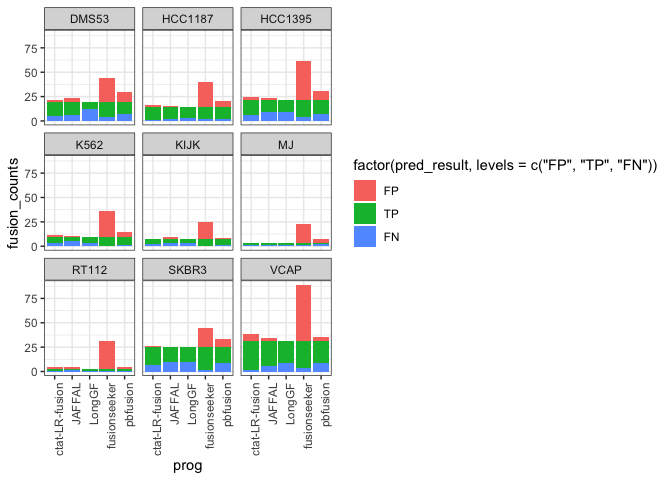 DMS53 HCC1187 HCC1395
75
50
25
0
K562 KIJK MJ
75
50
25
0
RT112 SKBR3 VCAP
75
50
25
0
fusion_counts
ctat-LR-fusion JAFFAL LongGF fusionseeker pbfusion ctat-LR-fusion JAFFAL LongGF fusionseeker pbfusion ctat-LR-fusion JAFFAL LongGF fusionseeker pbfusion
prog
factor(pred_result, levels = c("FP", "TP", "FN"))
FP
TP
FN